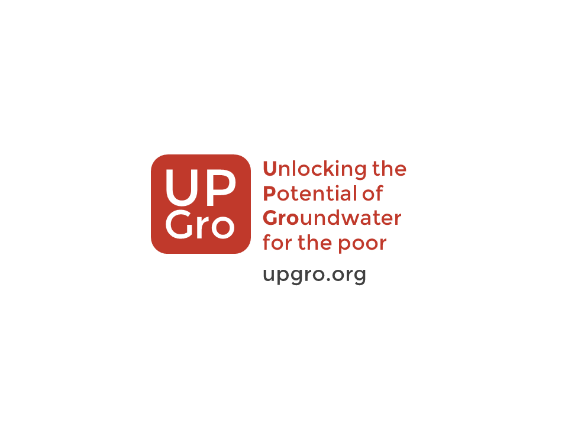 UP
Gro
Unlocking the
Potential of
Groundwater
for the poor
upgro.org